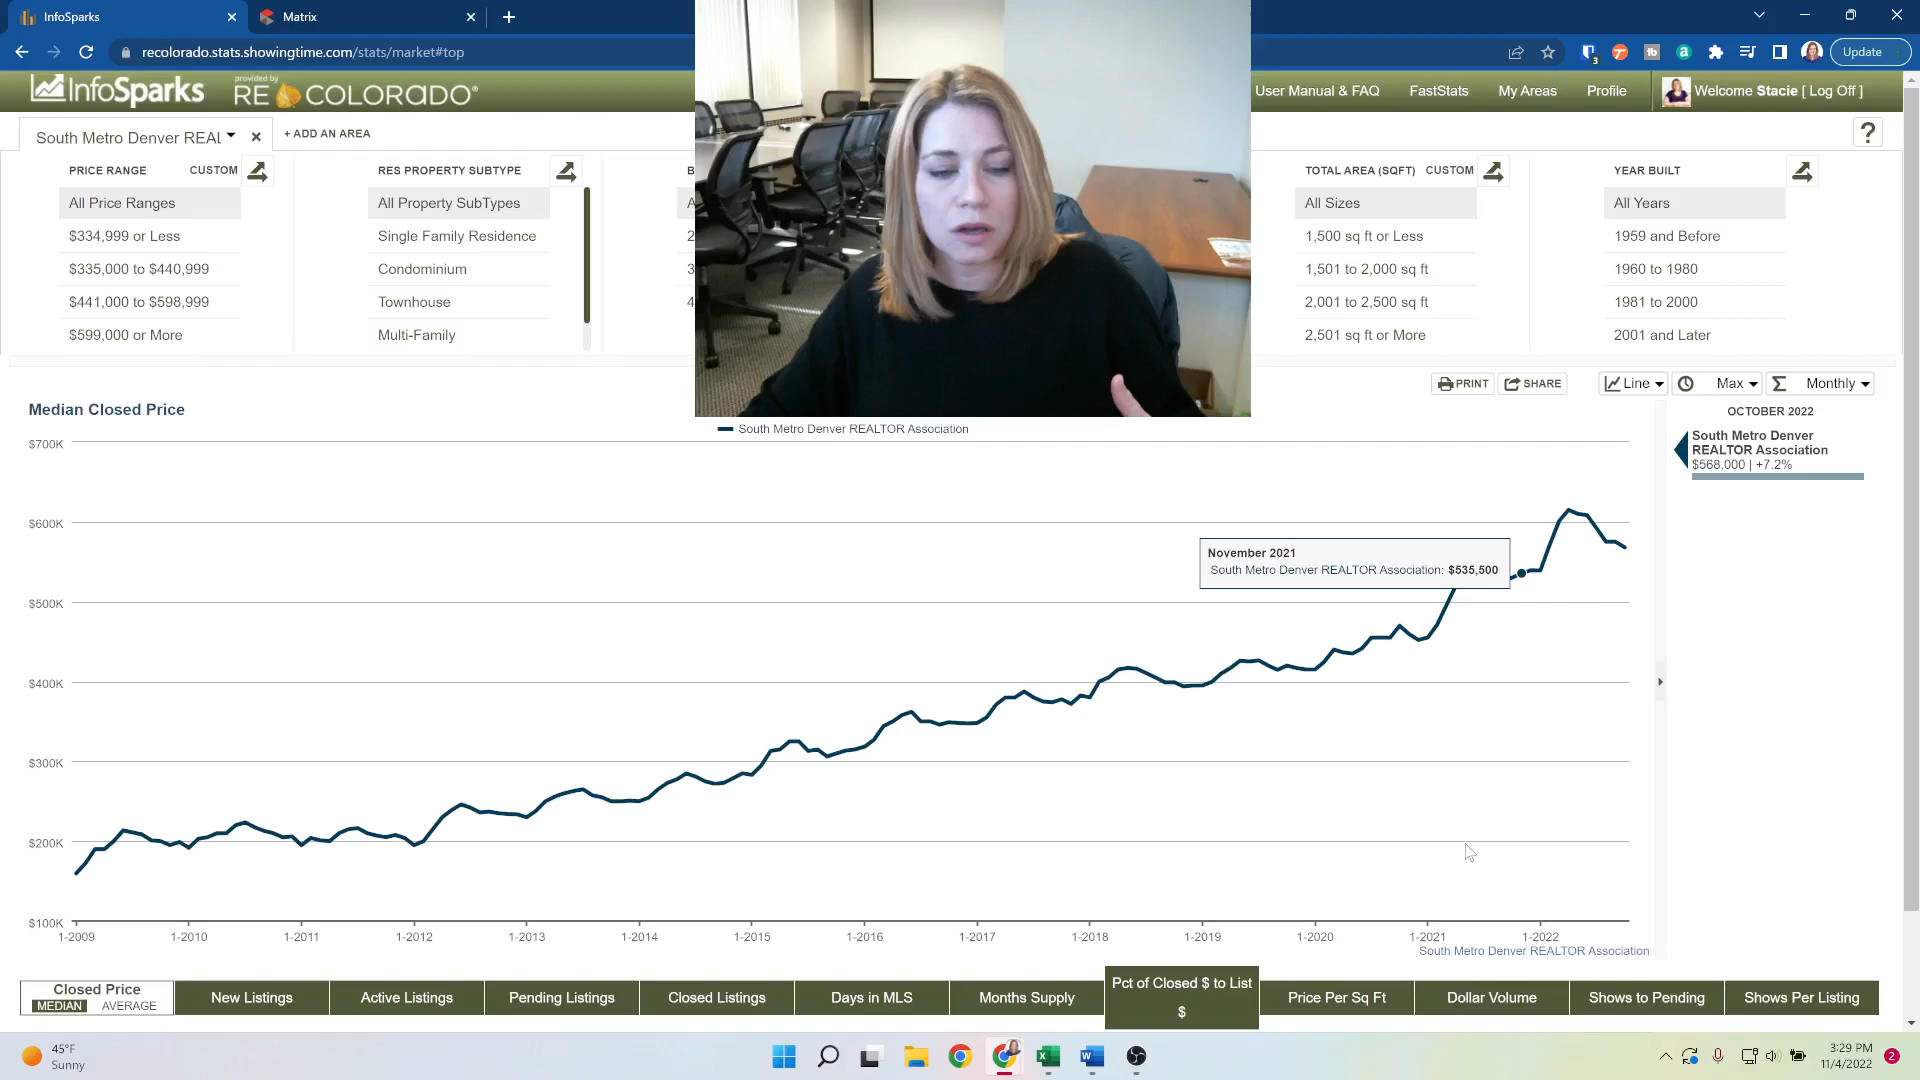 InfoSparks
Matrix
recolorado.stats.showingtime.com/stats/market#top
3
tb
a
Update
InfoSparks
provided by
RE COLORADO®
User Manual & FAQ
FastStats
My Areas
Profile
Welcome Stacie [ Log Off ]
South Metro Denver REAL
+ ADD AN AREA
?
PRICE RANGE
CUSTOM
All Price Ranges
$334,999 or Less
$335,000 to $440,999
$441,000 to $598,999
$599,000 or More
RES PROPERTY SUBTYPE
All Property SubTypes
Single Family Residence
Condominium
Townhouse
Multi-Family
B
A
2
3
4
TOTAL AREA (SQFT)
CUSTOM
All Sizes
1,500 sq ft or Less
1,501 to 2,000 sq ft
2,001 to 2,500 sq ft
2,501 sq ft or More
YEAR BUILT
All Years
1959 and Before
1960 to 1980
1981 to 2000
2001 and Later
PRINT
SHARE
Line
Max
Monthly
Median Closed Price
South Metro Denver REALTOR Association
OCTOBER 2022
South Metro Denver
REALTOR Association
$568,000 | +7.2%
$700K
$600K
$500K
$400K
$300K
$200K
$100K
November 2021
South Metro Denver REALTOR Association: $535,500
1-2009
1-2010
1-2011
1-2012
1-2013
1-2014
1-2015
1-2016
1-2017
1-2018
1-2019
1-2020
1-2021
1-2022
South Metro Denver REALTOR Association
Closed Price
MEDIAN AVERAGE
New Listings
Active Listings
Pending Listings
Closed Listings
Days in MLS
Months Supply
Pct of Closed $ to List
$
Price Per Sq Ft
Dollar Volume
Shows to Pending
Shows Per Listing
45°F
Sunny
3:29 PM
11/4/2022
2